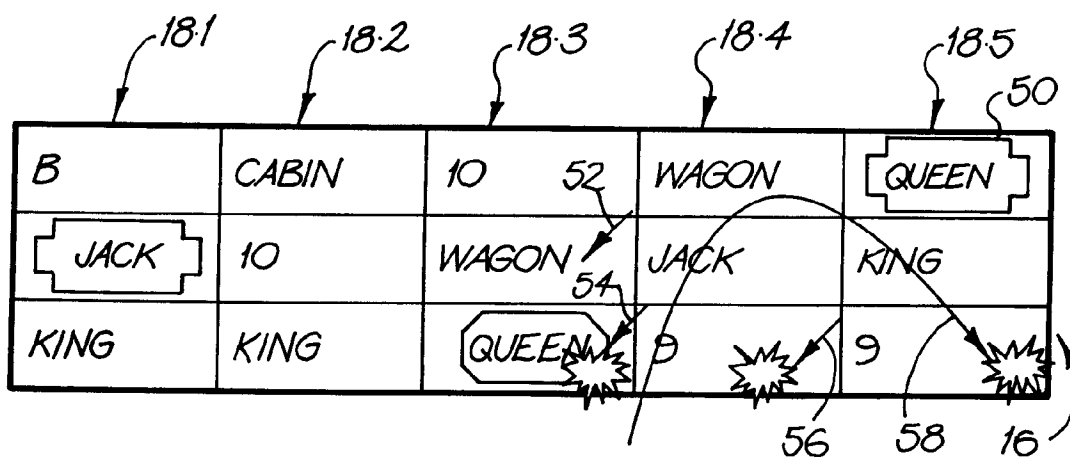 18·1 18·2 18·3 18·4 18·5
50
B CABIN 10 52 WAGON QUEEN
JACK 10 WAGON JACK KING
54
KING KING QUEEN 9 9
56 58 16